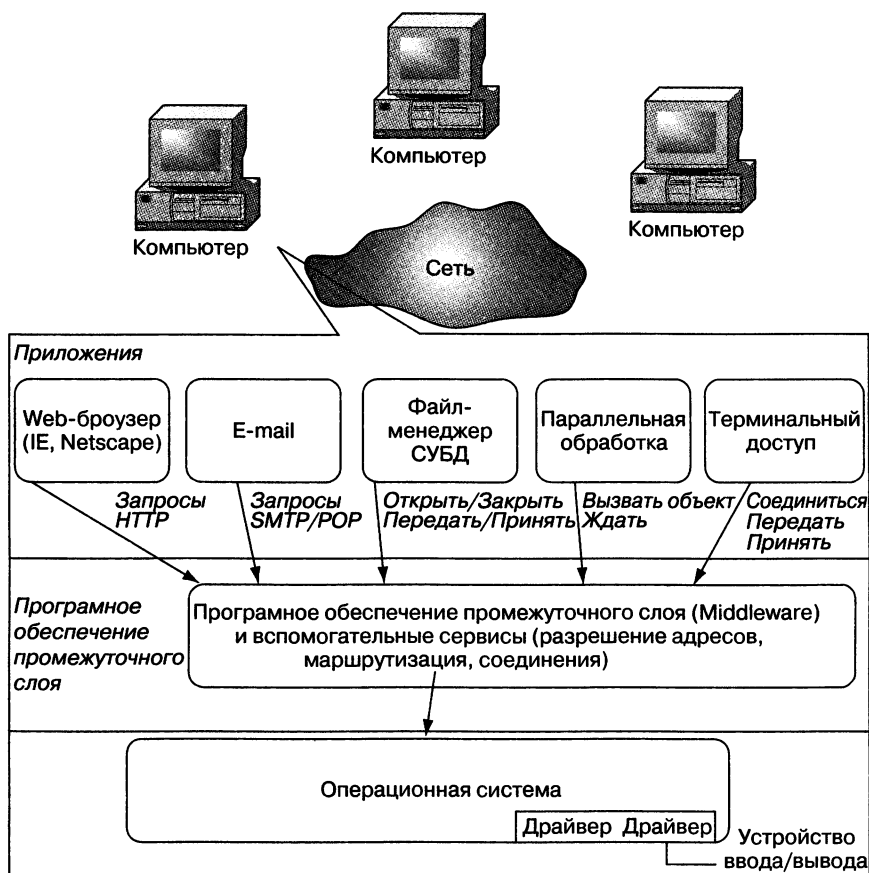 Компьютер
Компьютер
Компьютер
Сеть
Приложения
Web-броузер
(IE, Netscape)
E-mail
Файл-
менеджер
СУБД
Параллельная
обработка
Терминальный
доступ
Запросы
HTTP
Запросы
SMTP/POP
Открыть/Закрыть
Передать/Принять
Вызвать объект
Ждать
Соединиться
Передать
Принять
Програмное
обеспечение
промежуточного
слоя
Програмное обеспечение промежуточного слоя (Middleware)
и вспомогательные сервисы (разрешение адресов,
маршрутизация, соединения)
Операционная система
Драйвер Драйвер
Устройство
ввода/вывода